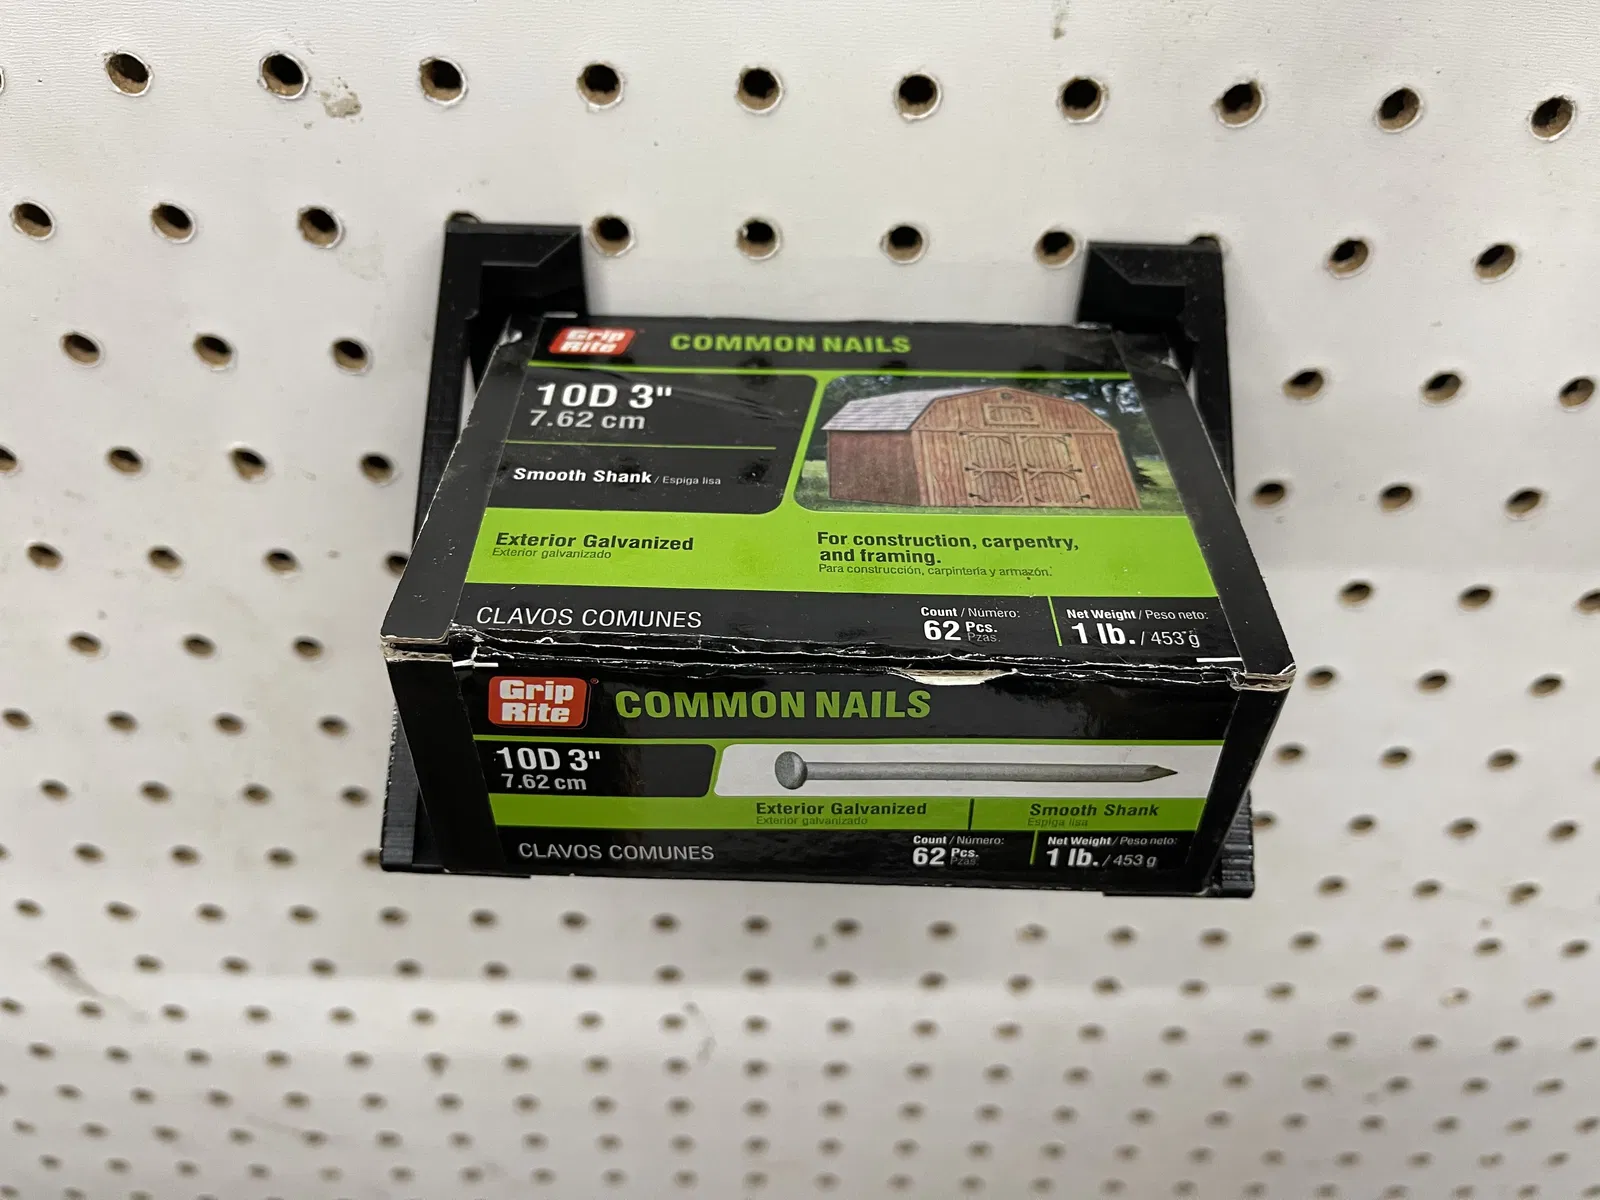 Grip
Rite
COMMON NAILS
10D 3"
7.62 cm
Smooth Shank / Espiga lisa
Exterior Galvanized
Exterior galvanizado
For construction, carpentry,
and framing.
Para construcción, carpintería y armazón.
CLAVOS COMUNES
Count / Número:
62 Pcs.
Pzas.
Net Weight / Peso neto:
1 lb. / 453 g
Grip
Rite®
COMMON NAILS
10D 3"
7.62 cm
Exterior Galvanized
Exterior galvanizado
Smooth Shank
Espiga lisa
CLAVOS COMUNES
Count / Número:
62 Pcs.
Pzas.
Net Weight / Peso neto:
1 lb. / 453 g